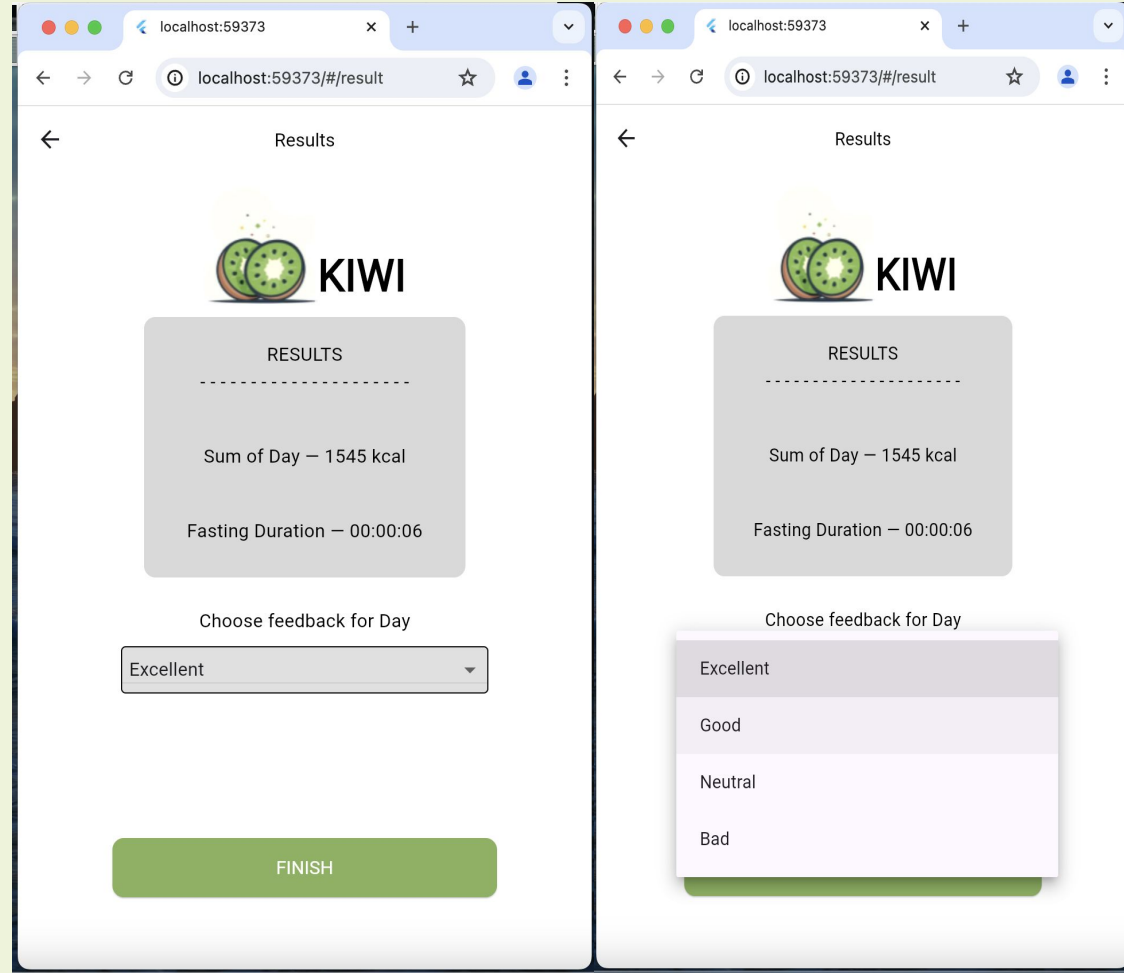 localhost:59373
localhost:59373/#/result
Results
KIWI
RESULTS
- - - - - - - - - - - - - - - - - - - - -
Sum of Day — 1545 kcal
Fasting Duration — 00:00:06
Choose feedback for Day
Excellent
FINISH
localhost:59373
localhost:59373/#/result
Results
KIWI
RESULTS
- - - - - - - - - - - - - - - - - - - - -
Sum of Day — 1545 kcal
Fasting Duration — 00:00:06
Choose feedback for Day
Excellent
Good
Neutral
Bad